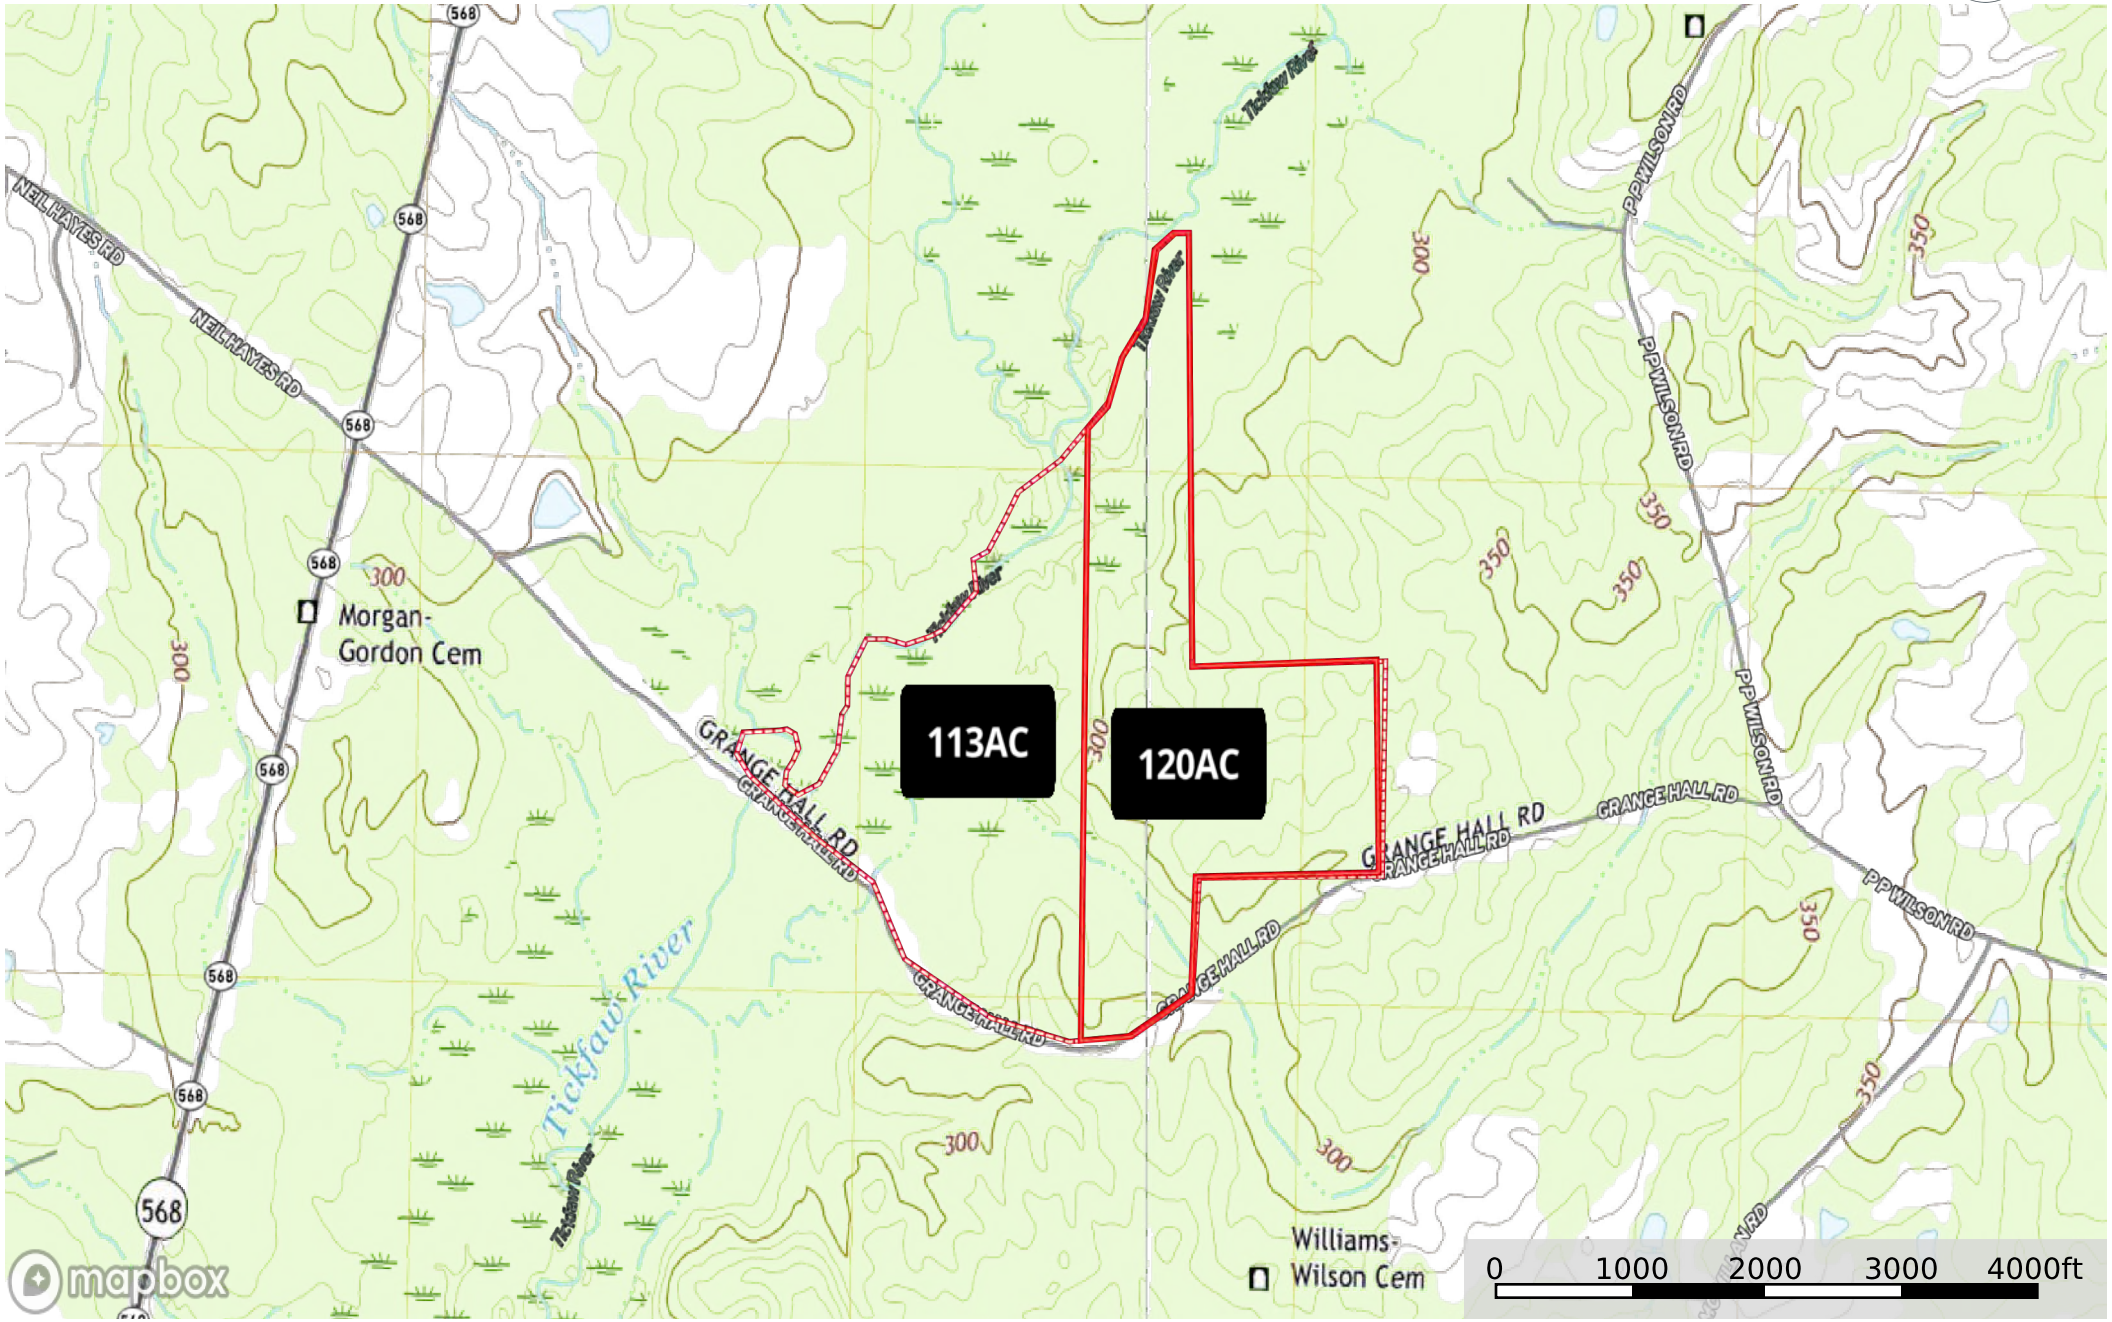 568
Tickfaw River
P P WILSON RD
NEIL HAYES RD
568
350
300
Tickfaw River
NEIL HAYES RD
P P WILSON RD
568
350
350
350
568
300
Morgan-
Gordon Cem
Tickfaw River
300
P P WILSON RD
113AC
300
120AC
GRANGE HALL RD
GRANGE HALL RD
568
GRANGE HALL RD
GRANGE HALL RD
GRANGE HALL RD
P P WILSON RD
350
GRANGE HALL RD
568
GRANGE HALL RD
Tickfaw River
568
350
300
300
Tickfaw River
568
Williams-
Wilson Cem
mapbox
0 1000 2000 3000 4000ft